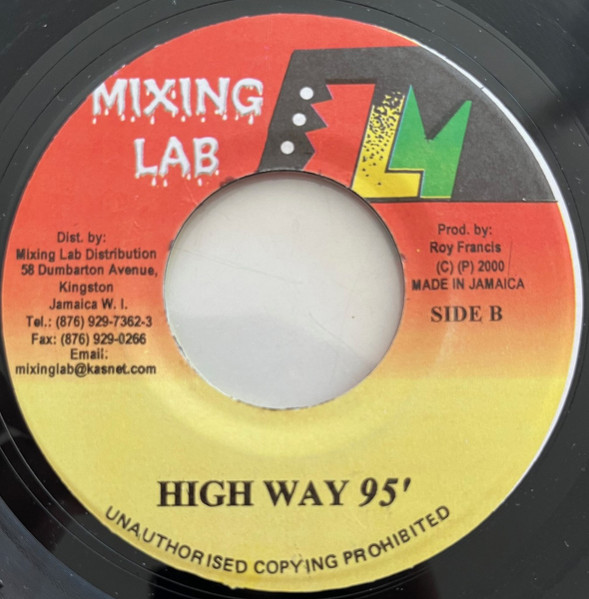 MIXING
LAB
Dist. by:
Mixing Lab Distribution
58 Dumbarton Avenue,
Kingston
Jamaica W. I.
Tel.: (876) 929-7362-3
Fax: (876) 929-0266
Email:
mixinglab@kasnet.com
Prod. by:
Roy Francis
(C) (P) 2000
MADE IN JAMAICA
SIDE B
HIGH WAY 95'
UNAUTHORISED COPYING PROHIBITED